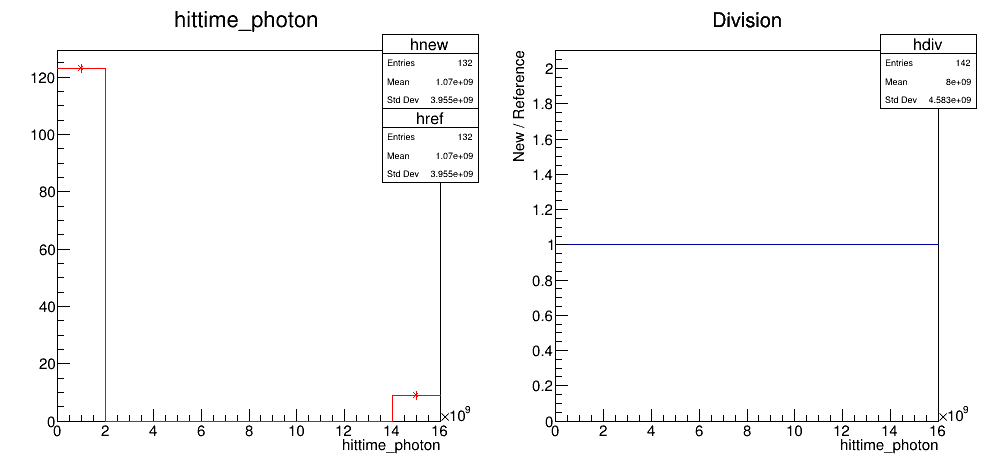 hittime_photon
hnew
Entries 132
Mean 1.07e+09
Std Dev 3.955e+09
href
Entries 132
Mean 1.07e+09
Std Dev 3.955e+09
120
100
80
60
40
20
0
0 2 4 6 8 10 12 14 16
×10⁹
hittime_photon
Division
hdiv
Entries 142
Mean 8e+09
Std Dev 4.583e+09
New / Reference
2
1.8
1.6
1.4
1.2
1
0.8
0.6
0.4
0.2
0
0 2 4 6 8 10 12 14 16
×10⁹
hittime_photon